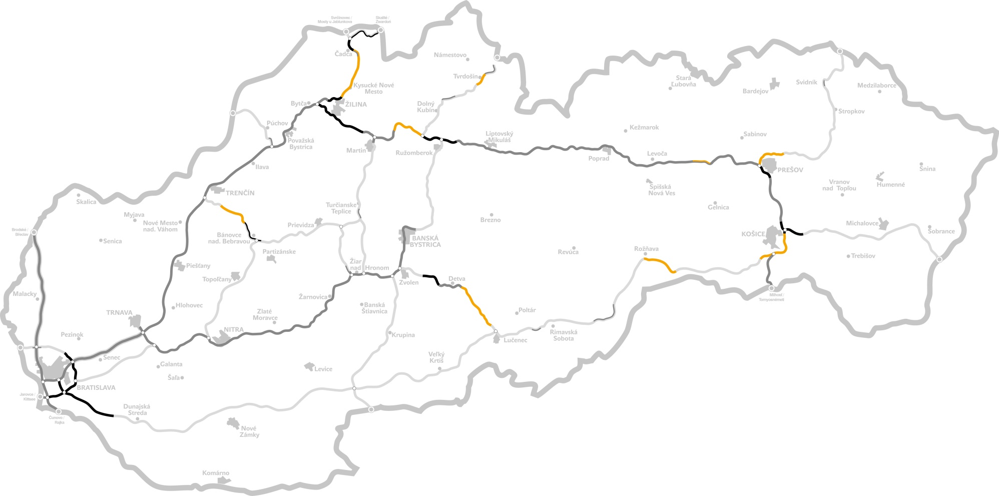 Svrčinovec /
Mosty u Jablunkova
Skalité /
Zwardoń
Čadca
Námestovo
Tvrdošín
Kysucké Nové
Mesto
Bytča
ŽILINA
Dolný
Kubín
Stará
Ľubovňa
Bardejov
Svidník
Medzilaborce
Stropkov
Púchov
Považská
Bystrica
Martin
Ružomberok
Liptovský
Mikuláš
Kežmarok
Sabinov
Poprad
Levoča
PREŠOV
Snina
Humenné
Vranov
nad Topľou
Ilava
TRENČÍN
Spišská
Nová Ves
Gelnica
Skalica
Myjava
Nové Mesto
nad. Váhom
Turčianske
Teplice
Prievidza
Brezno
Michalovce
Sobrance
Brodské /
Břeclav
Senica
Bánovce
nad. Bebravou
Partizánske
BANSKÁ
BYSTRICA
Revúca
Rožňava
KOŠICE
Trebišov
Piešťany
Topoľčany
Žiar
nad
Hronom
Zvolen
Detva
Malacky
Hlohovec
Žarnovica
Banská
Štiavnica
Zlaté
Moravce
Milhosť /
Tornyosnémeti
TRNAVA
Poltár
Pezinok
NITRA
Krupina
Lučenec
Rimavská
Sobota
Senec
Galanta
Šaľa
Levice
Veľký
Krtíš
BRATISLAVA
Jarovce /
Kittsee
Čunovo /
Rajka
Dunajská
Streda
Nové
Zámky
Komárno